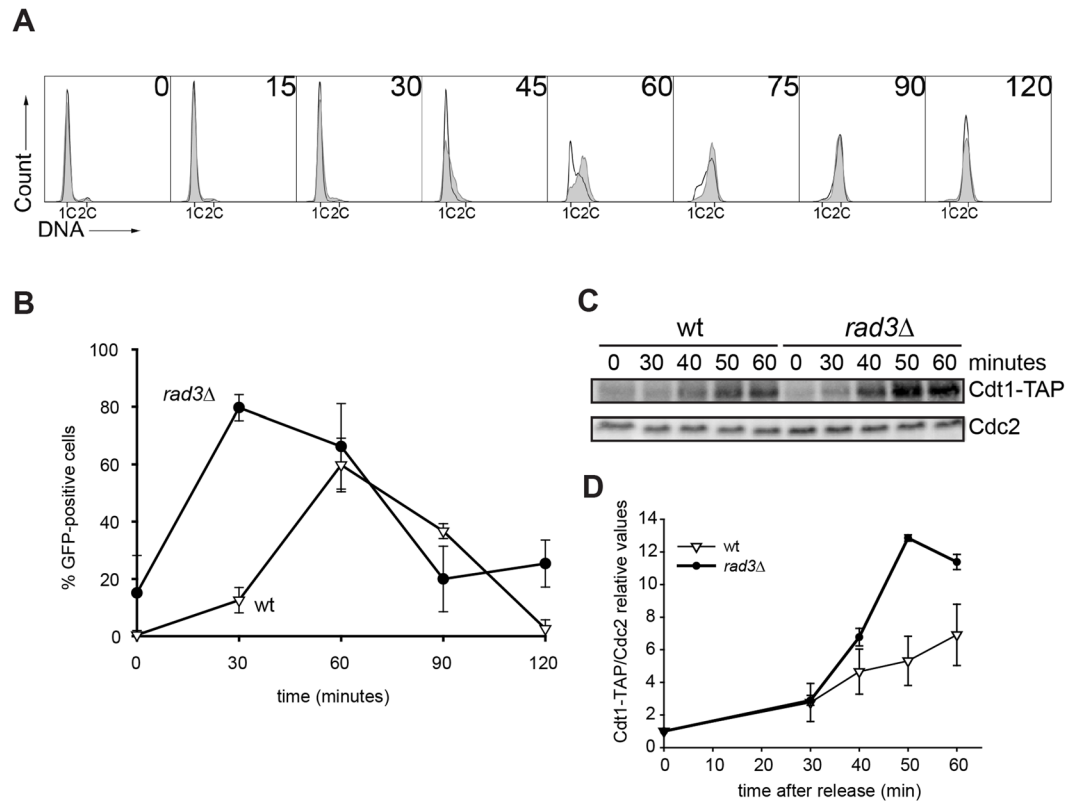 A
Count
0 15 30 45 60 75 90 120
1C2C 1C2C 1C2C 1C2C 1C2C 1C2C 1C2C 1C2C
DNA
B
% GFP-positive cells
100
80
60
40
20
0
rad3Δ
wt
0 30 60 90 120
time (minutes)
C
wt rad3Δ
0 30 40 50 60 0 30 40 50 60 minutes
Cdt1-TAP
Cdc2
D
Cdt1-TAP/Cdc2 relative values
14
12
10
8
6
4
2
0
wt
rad3Δ
0 10 20 30 40 50 60
time after release (min)